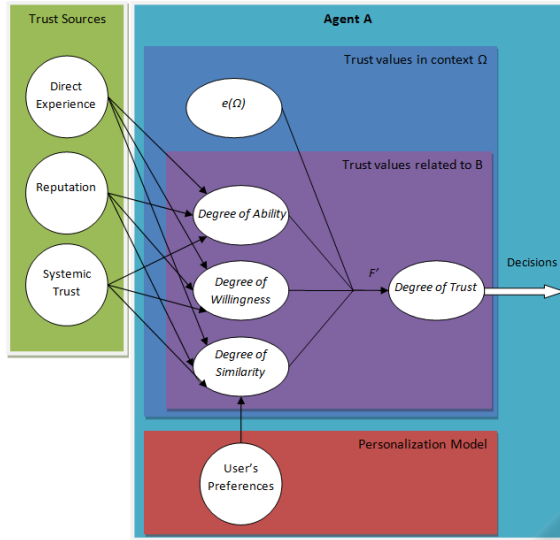 Trust Sources
Direct
Experience
Reputation
Systemic
Trust
Agent A
Trust values in context Ω
e(Ω)
Trust values related to B
Degree of Ability
Degree of
Willingness
Degree of
Similarity
F'
Degree of Trust
Decisions
Personalization Model
User's
Preferences